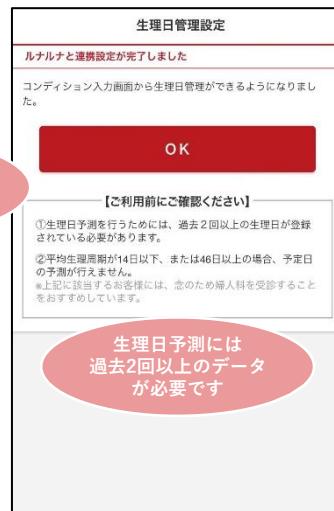 生理日管理設定
ルナルナと連携設定が完了しました
コンディション入力画面から生理日管理ができるようになりまし
た。
OK
【ご利用前にご確認ください】
①生理日予測を行うためには、過去２回以上の生理日が登録
されている必要があります。
②平均生理周期が14日以下、または46日以上の場合、予定日
の予測が行えません。
※上記に該当するお客様には、念のため婦人科を受診すること
をおすすめしています。
生理日予測には
過去2回以上のデータ
が必要です